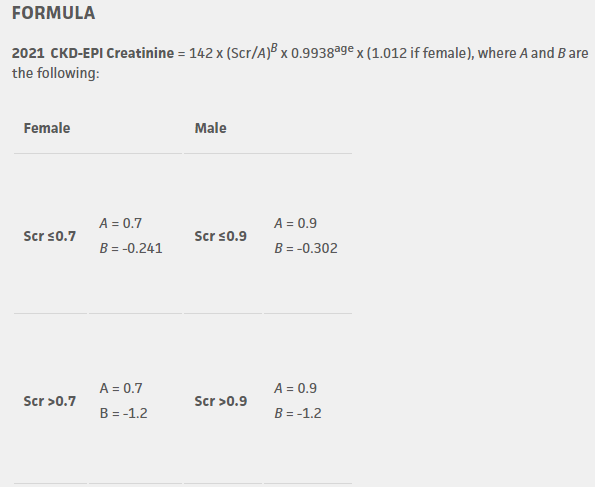 FORMULA
2021 CKD-EPI Creatinine = 142 x (Scr/A)ᴮ x 0.9938ᵃᵍᵉ x (1.012 if female), where A and B are
the following:
Female Male
Scr ≤0.7 A = 0.7 Scr ≤0.9 A = 0.9
B = -0.241 B = -0.302
Scr >0.7 A = 0.7 Scr >0.9 A = 0.9
B = -1.2 B = -1.2